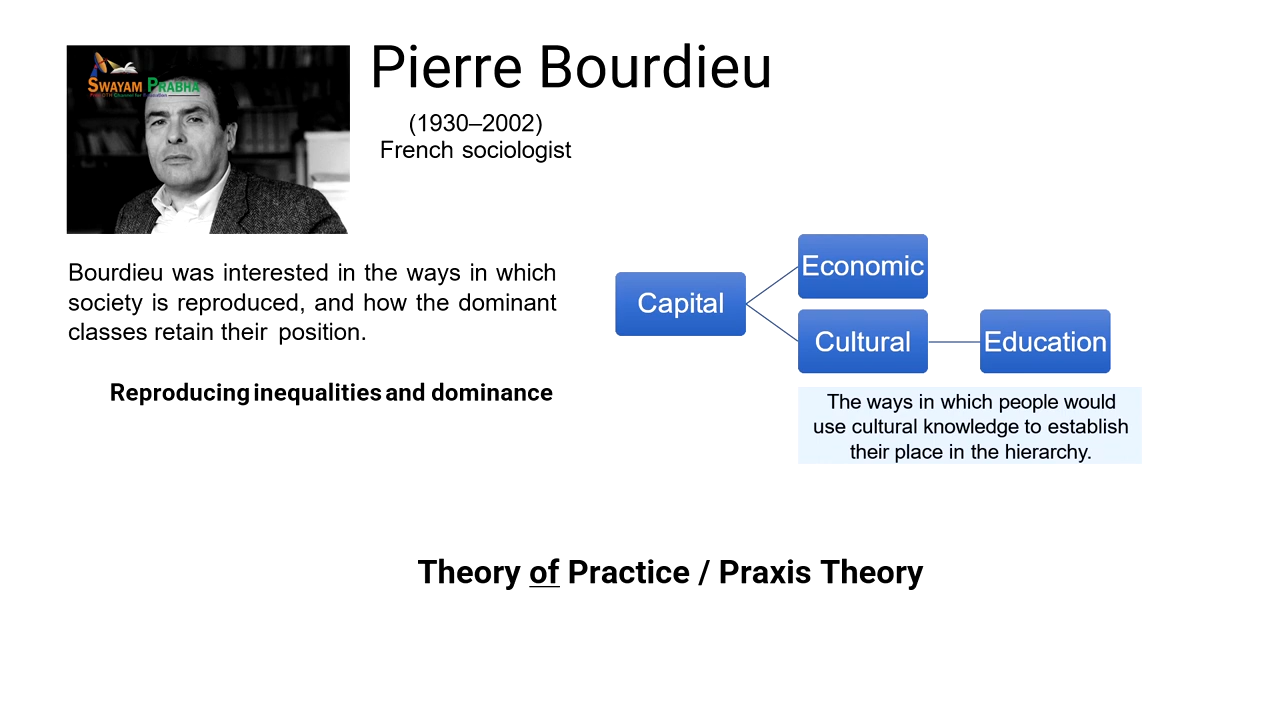 SWAYAM PRABHA
Pierre Bourdieu
(1930–2002)
French sociologist
Bourdieu was interested in the ways in which
society is reproduced, and how the dominant
classes retain their position.
Reproducing inequalities and dominance
Capital
Economic
Cultural
Education
The ways in which people would
use cultural knowledge to establish
their place in the hierarchy.
Theory of Practice / Praxis Theory